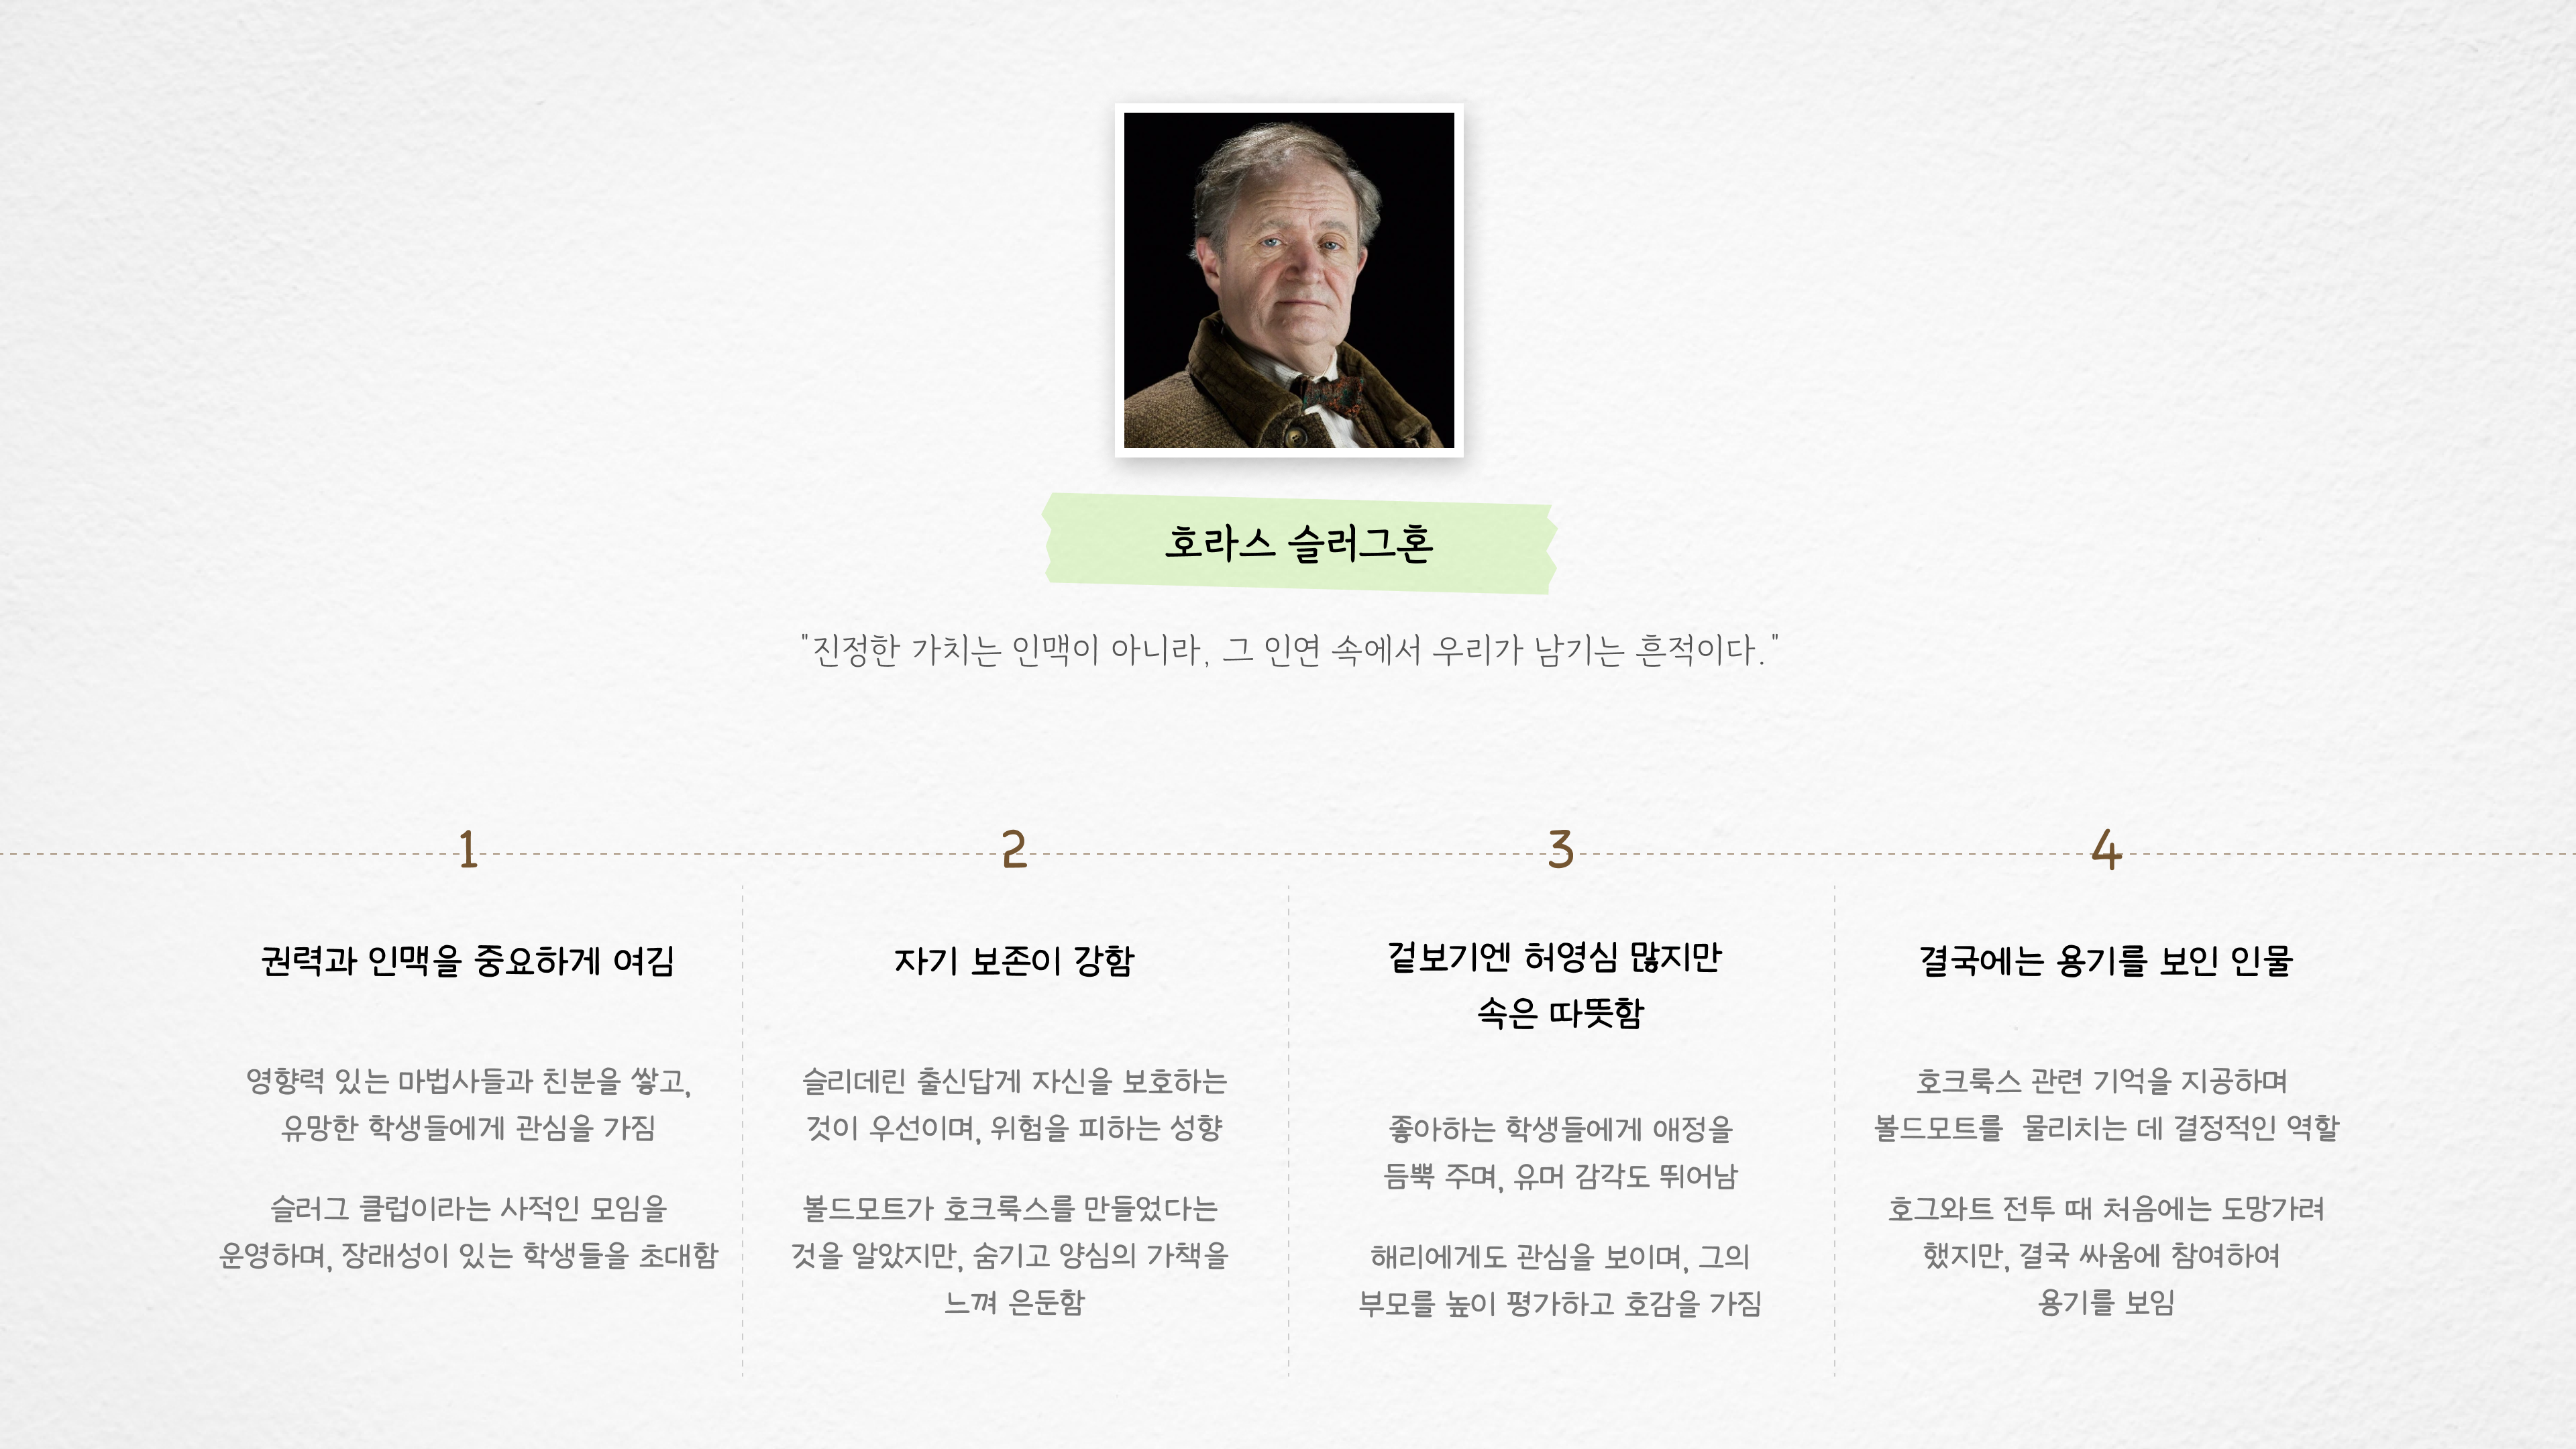 호라스 슬러그혼
"진정한 가치는 인맥이 아니라, 그 인연 속에서 우리가 남기는 흔적이다."
1
권력과 인맥을 중요하게 여김
영향력 있는 마법사들과 친분을 쌓고,
유망한 학생들에게 관심을 가짐
슬러그 클럽이라는 사적인 모임을
운영하며, 장래성이 있는 학생들을 초대함
2
자기 보존이 강함
슬리데린 출신답게 자신을 보호하는
것이 우선이며, 위험을 피하는 성향
볼드모트가 호크룩스를 만들었다는
것을 알았지만, 숨기고 양심의 가책을
느껴 은둔함
3
겉보기엔 허영심 많지만
속은 따뜻함
좋아하는 학생들에게 애정을
듬뿍 주며, 유머 감각도 뛰어남
해리에게도 관심을 보이며, 그의
부모를 높이 평가하고 호감을 가짐
4
결국에는 용기를 보인 인물
호크룩스 관련 기억을 지공하며
볼드모트를  물리치는 데 결정적인 역할
호그와트 전투 때 처음에는 도망가려
했지만, 결국 싸움에 참여하여
용기를 보임